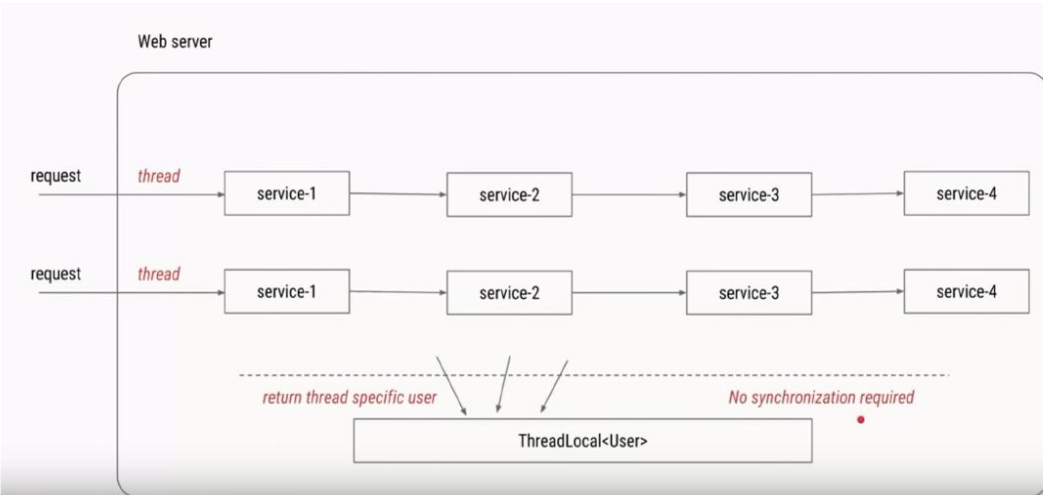 Web server
request
thread
service-1
service-2
service-3
service-4
request
thread
service-1
service-2
service-3
service-4
return thread specific user
No synchronization required
ThreadLocal<User>